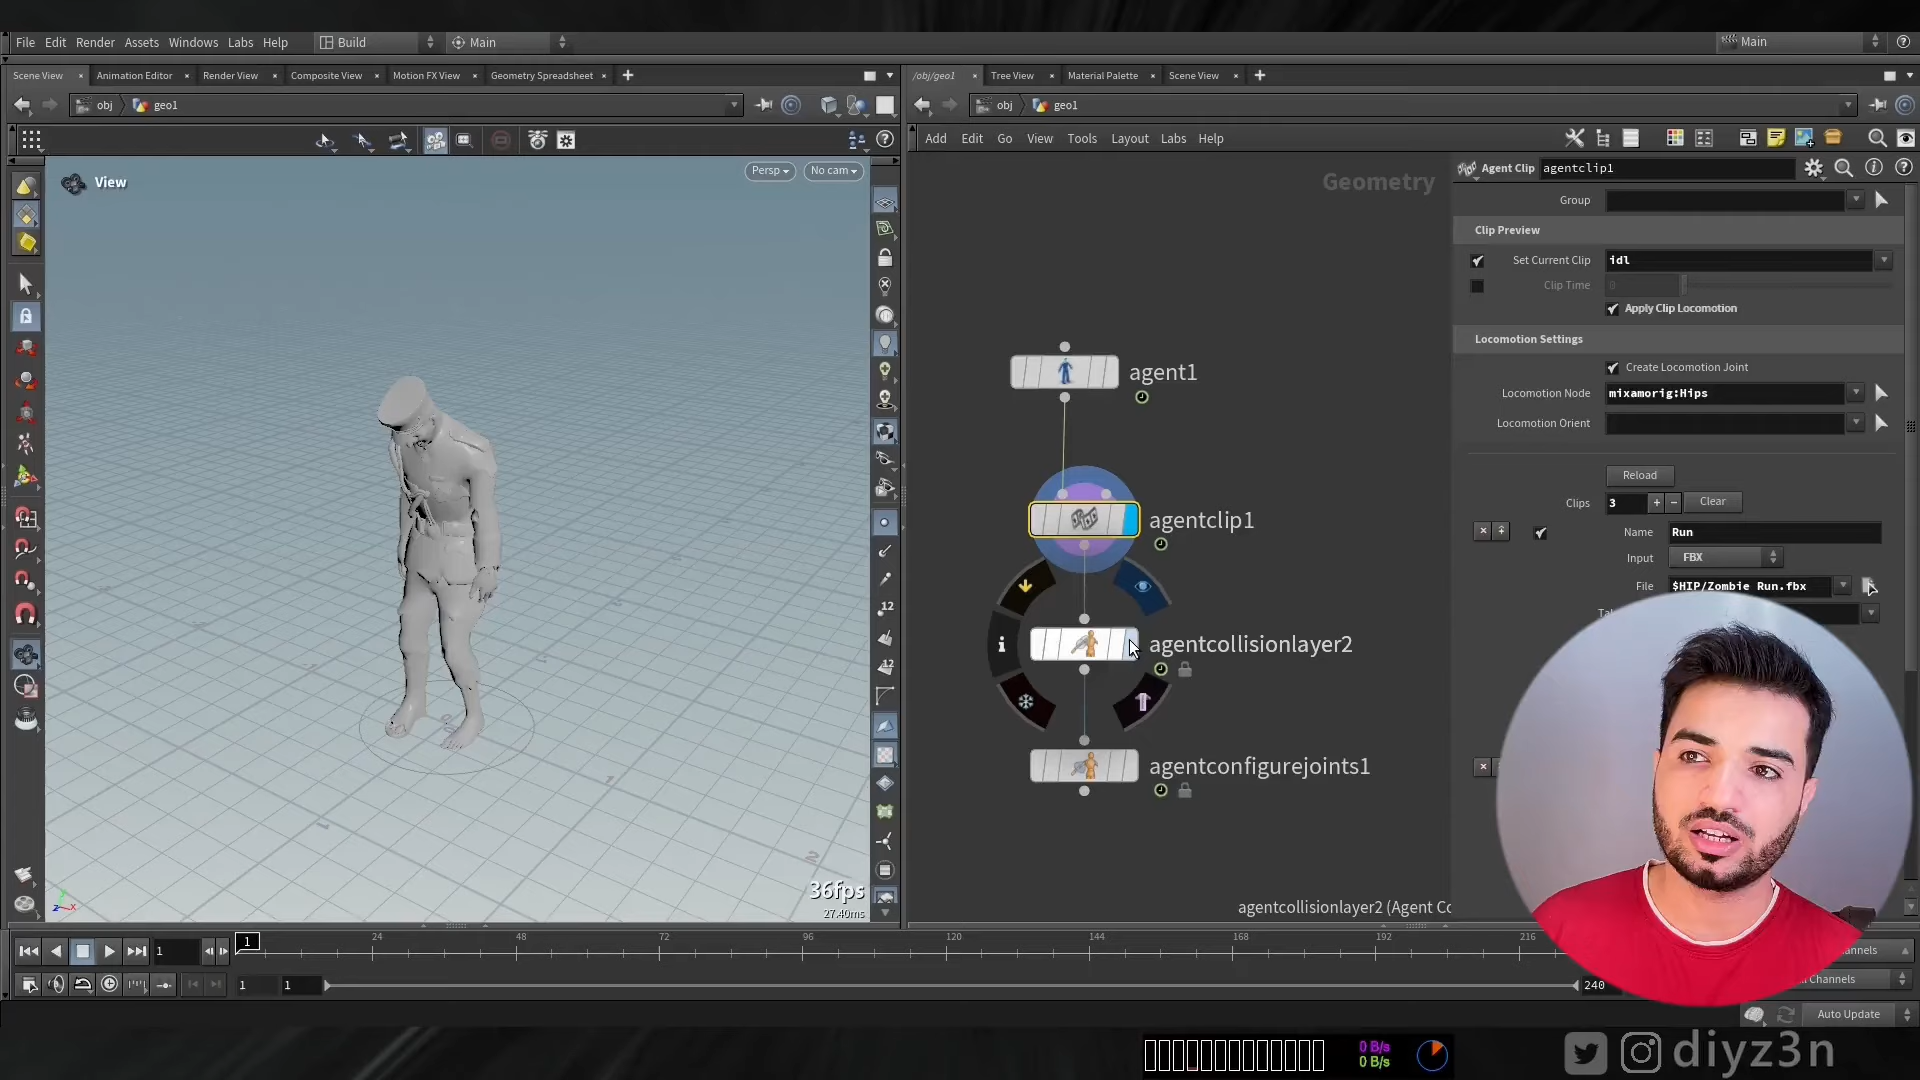 File Edit Render Assets Windows Labs Help Build Main Main
Scene View Animation Editor Render View Composite View Motion FX View Geometry Spreadsheet
/obj/geo1 Tree View Material Palette Scene View
obj geo1
obj geo1
Add Edit Go View Tools Layout Labs Help
View
Persp No cam
Geometry
agent1
agentclip1
agentcollisionlayer2
agentconfigurejoints1
agentcollisionlayer2 (Agent Co
Agent Clip agentclip1
Group
Clip Preview
Set Current Clip idl
Clip Time 0
Apply Clip Locomotion
Locomotion Settings
Create Locomotion Joint
Locomotion Node mixamorig:Hips
Locomotion Orient
Reload
Clips 3 + - Clear
Name Run
Input FBX
File $HIP/Zombie Run.fbx
12
12
36fps
27.40ms
1 1 24 48 72 96 120 144 168 192 216
1 1 240
annels
Channels
Auto Update
0 B/s
0 B/s
diyz3n